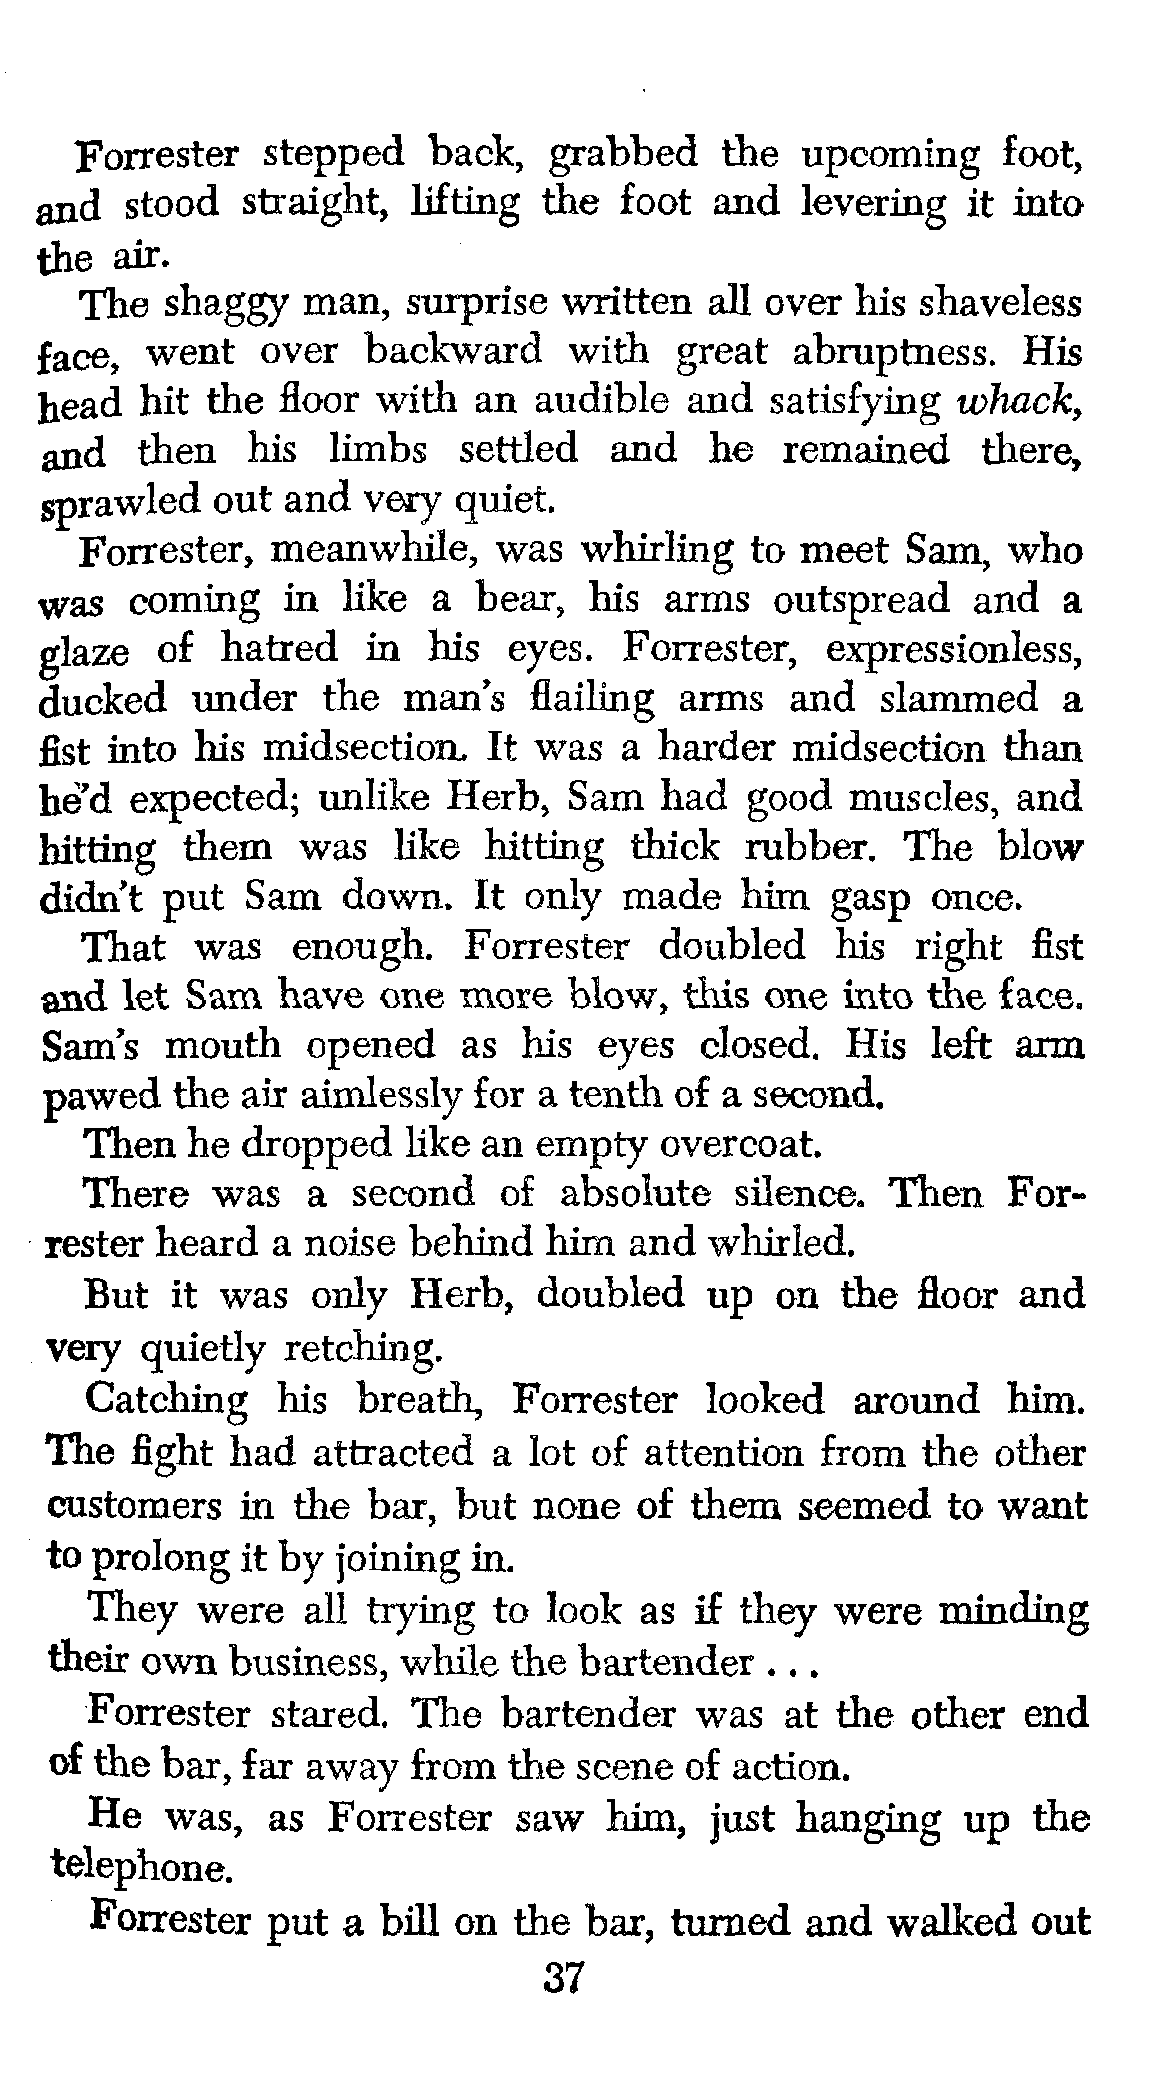 Forrester stepped back, grabbed the upcoming foot,
and stood straight, lifting the foot and levering it into
the air.
The shaggy man, surprise written all over his shaveless
face, went over backward with great abruptness. His
head hit the floor with an audible and satisfying whack,
and then his limbs settled and he remained there,
sprawled out and very quiet.
Forrester, meanwhile, was whirling to meet Sam, who
was coming in like a bear, his arms outspread and a
glaze of hatred in his eyes. Forrester, expressionless,
ducked under the man's flailing arms and slammed a
fist into his midsection. It was a harder midsection than
he'd expected; unlike Herb, Sam had good muscles, and
hitting them was like hitting thick rubber. The blow
didn't put Sam down. It only made him gasp once.
That was enough. Forrester doubled his right fist
and let Sam have one more blow, this one into the face.
Sam's mouth opened as his eyes closed. His left arm
pawed the air aimlessly for a tenth of a second.
Then he dropped like an empty overcoat.
There was a second of absolute silence. Then For-
rester heard a noise behind him and whirled.
But it was only Herb, doubled up on the floor and
very quietly retching.
Catching his breath, Forrester looked around him.
The fight had attracted a lot of attention from the other
customers in the bar, but none of them seemed to want
to prolong it by joining in.
They were all trying to look as if they were minding
their own business, while the bartender . . .
Forrester stared. The bartender was at the other end
of the bar, far away from the scene of action.
He was, as Forrester saw him, just hanging up the
telephone.
Forrester put a bill on the bar, turned and walked out
37